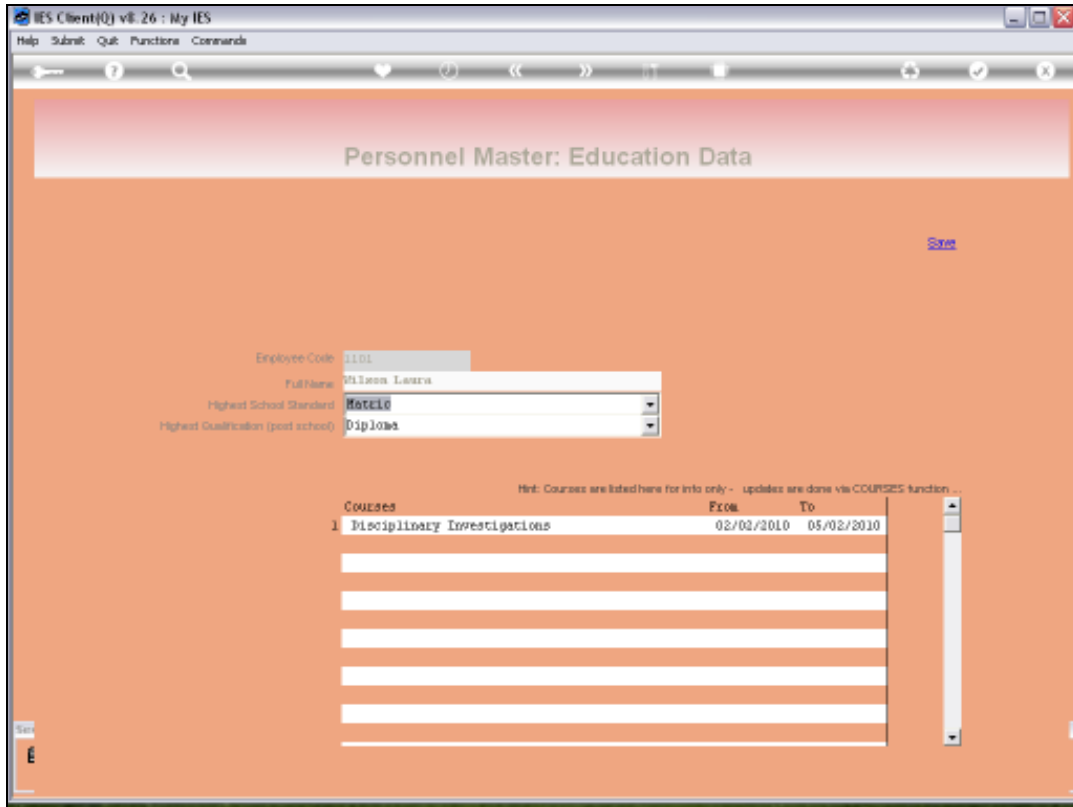 IES Client(Q) v8.26 : My IES
Help Submit Quit Functions Commands
Personnel Master: Education Data
Save
Employee Code 1101
Full Name Wilson Laura
Highest School Standard Matric
Highest Qualification (post school) Diploma
Hint: Courses are listed here for info only - updates are done via COURSES function ...
Courses From To
1 Disciplinary Investigations 02/02/2010 05/02/2010